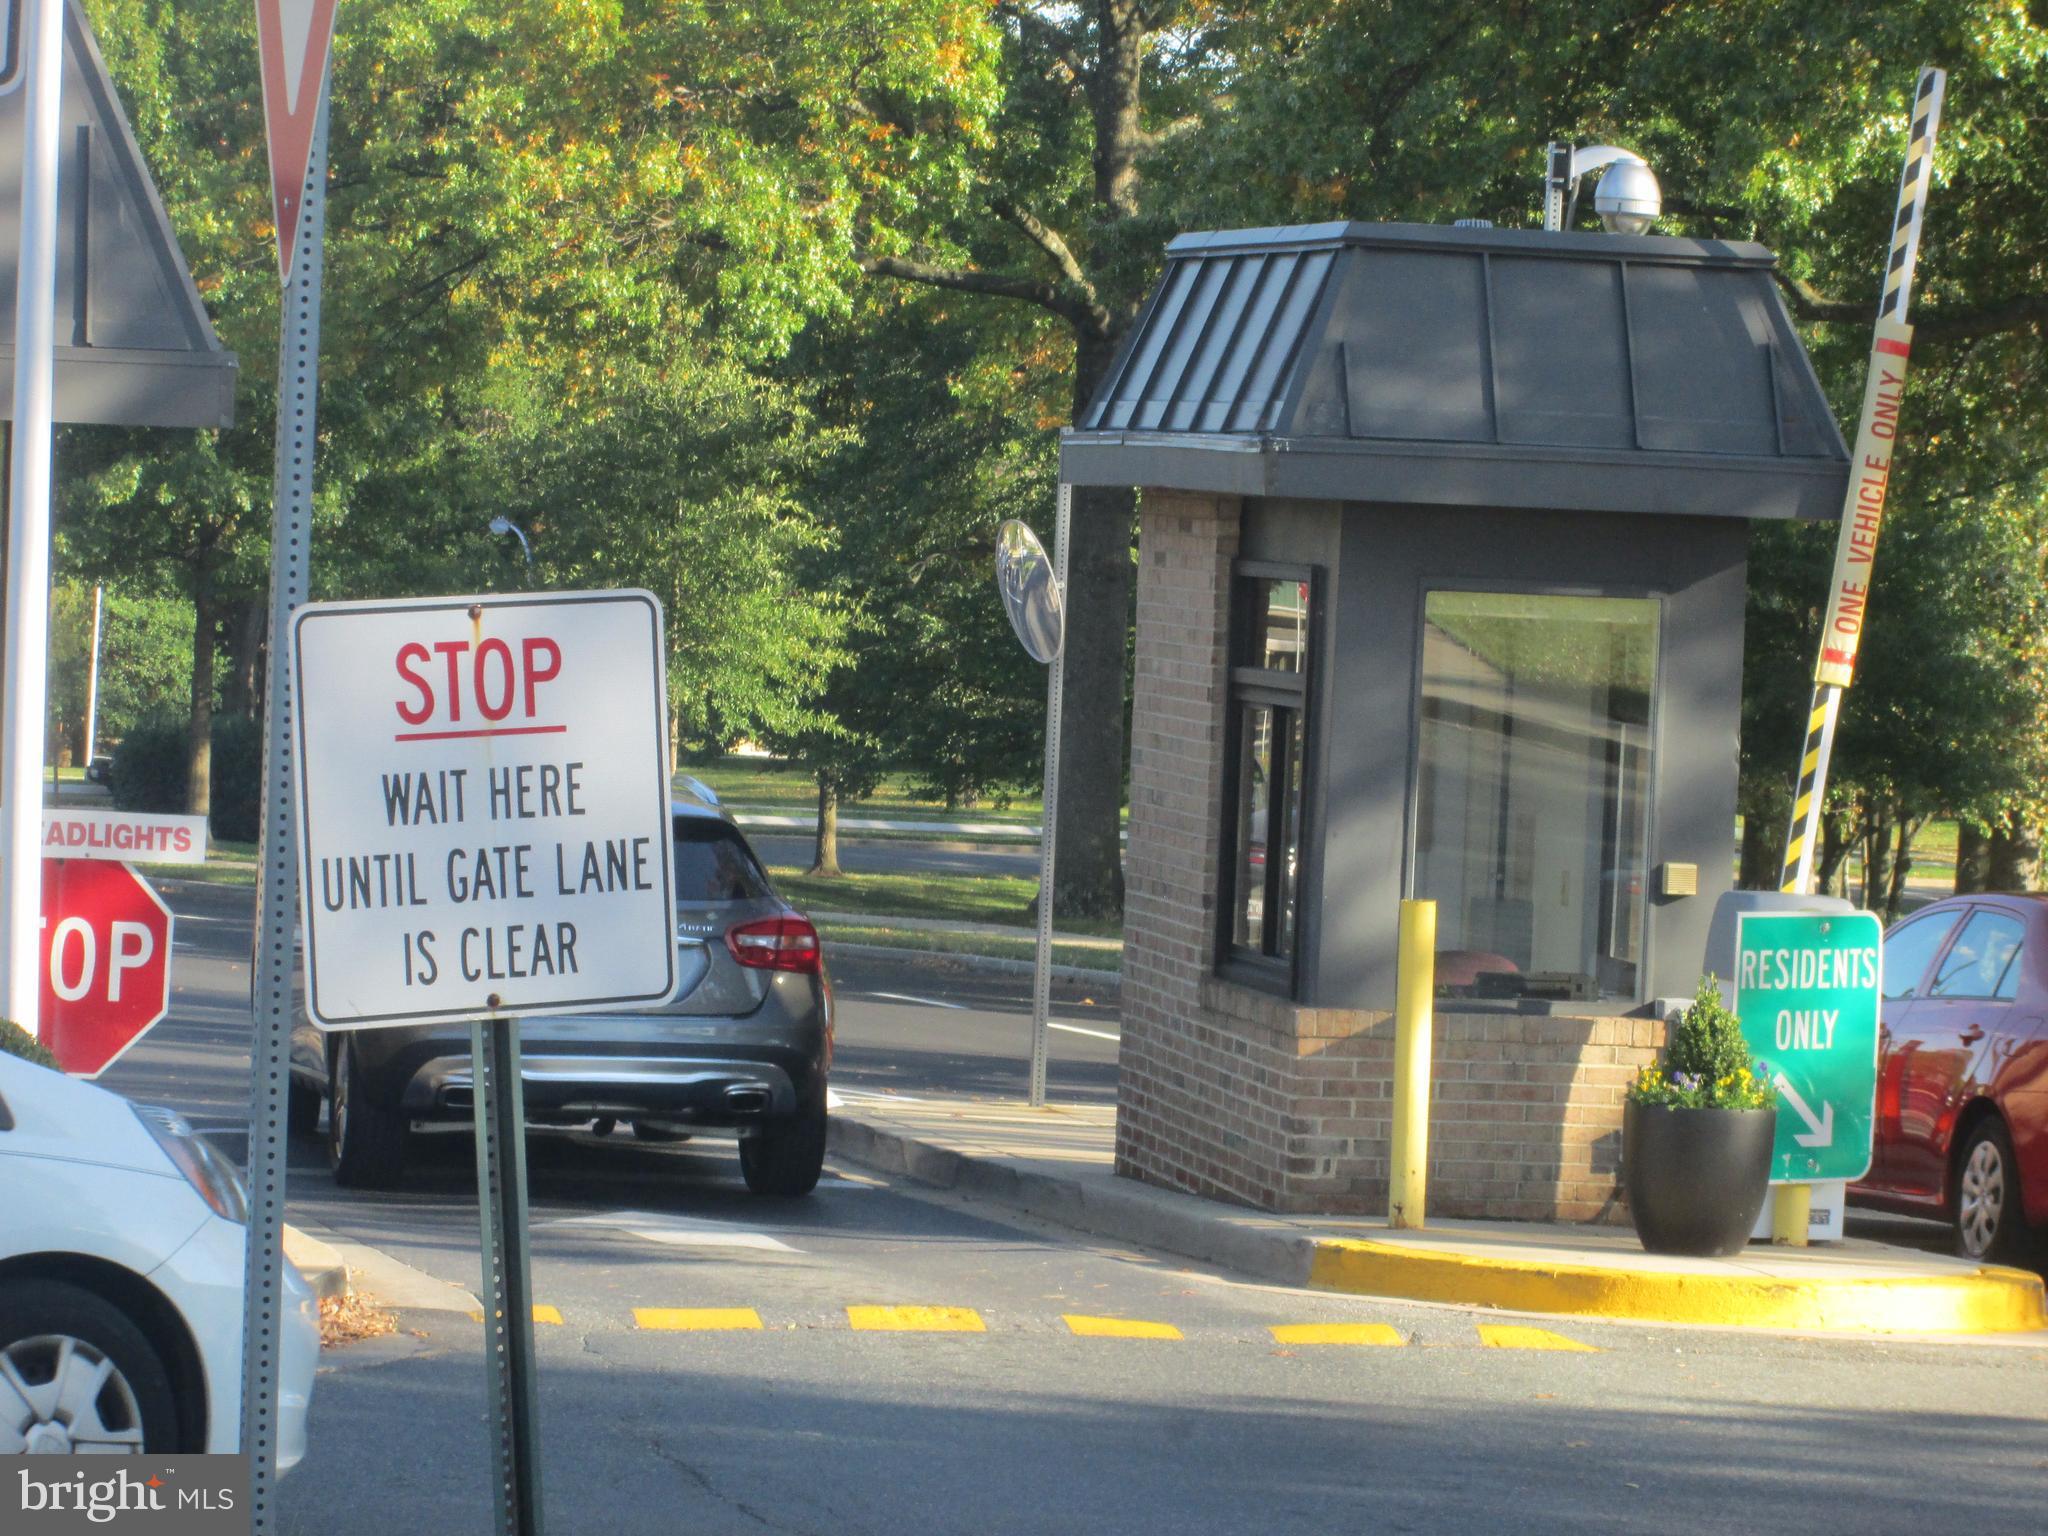 STOP
WAIT HERE
UNTIL GATE LANE
IS CLEAR
ADLIGHTS
TOP
ONE VEHICLE ONLY
RESIDENTS
ONLY
bright MLS